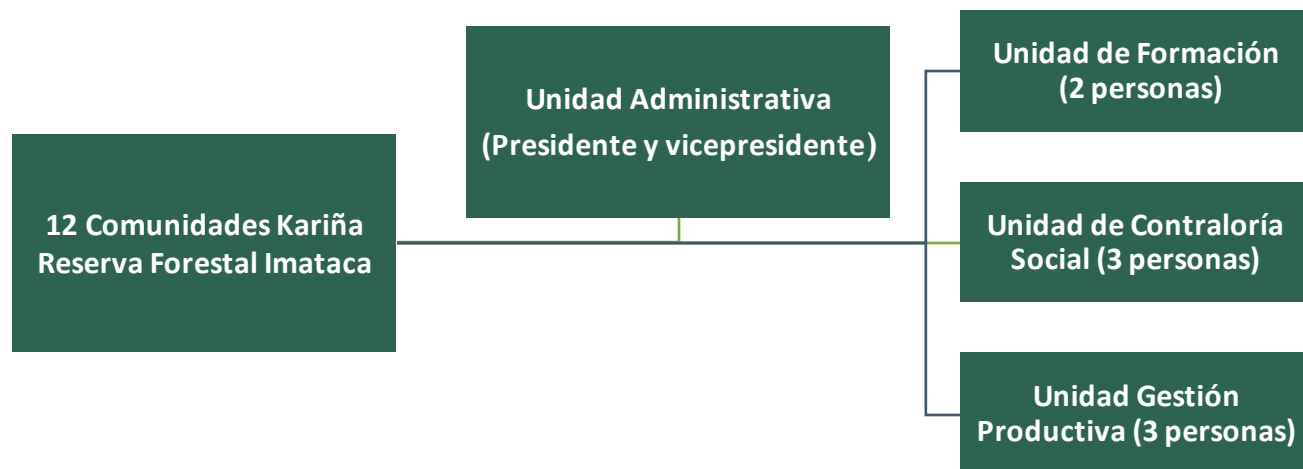 12 Comunidades Kariña
Reserva Forestal Imataca
Unidad Administrativa
(Presidente y vicepresidente)
Unidad de Formación
(2 personas)
Unidad de Contraloría
Social (3 personas)
Unidad Gestión
Productiva (3 personas)